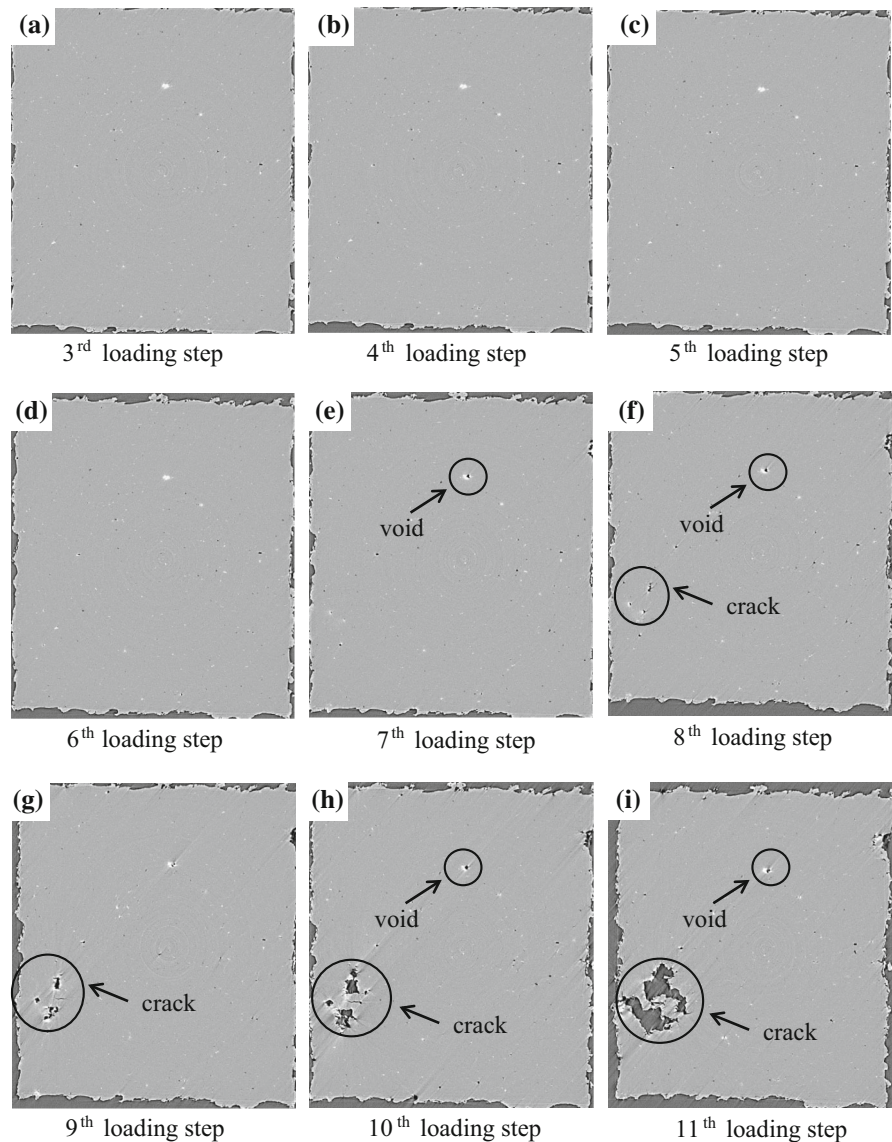 (a)
(b)
(c)
3rd loading step
4th loading step
5th loading step
(d)
(e)
void
(f)
void
crack
6th loading step
7th loading step
8th loading step
(g)
crack
(h)
void
crack
(i)
void
crack
9th loading step
10th loading step
11th loading step